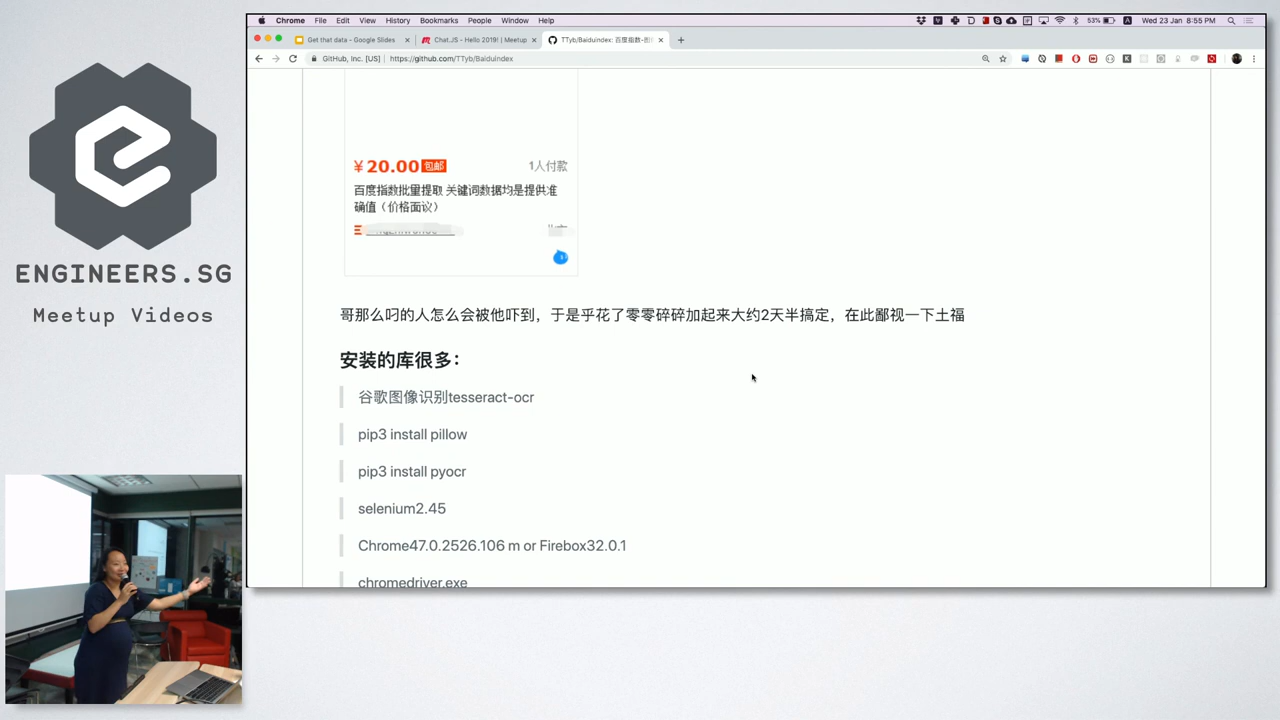 Chrome File Edit View History Bookmarks People Window Help
53%
Wed 23 Jan 8:55 PM
Get that data - Google Slides
Chat.JS - Hello 2019! | Meetup
TTyb/Baiduindex: 百度指数-图
GitHub, Inc. [US] | https://github.com/TTyb/Baiduindex
ENGINEERS.SG
Meetup Videos
¥20.00 包邮 1人付款
百度指数批量提取 关键词数据均是提供准
确值（价格面议）
哥那么叼的人怎么会被他吓到，于是乎花了零零碎碎加起来大约2天半搞定，在此鄙视一下土福
安装的库很多：
谷歌图像识别tesseract-ocr
pip3 install pillow
pip3 install pyocr
selenium2.45
Chrome47.0.2526.106 m or Firebox32.0.1
chromedriver.exe